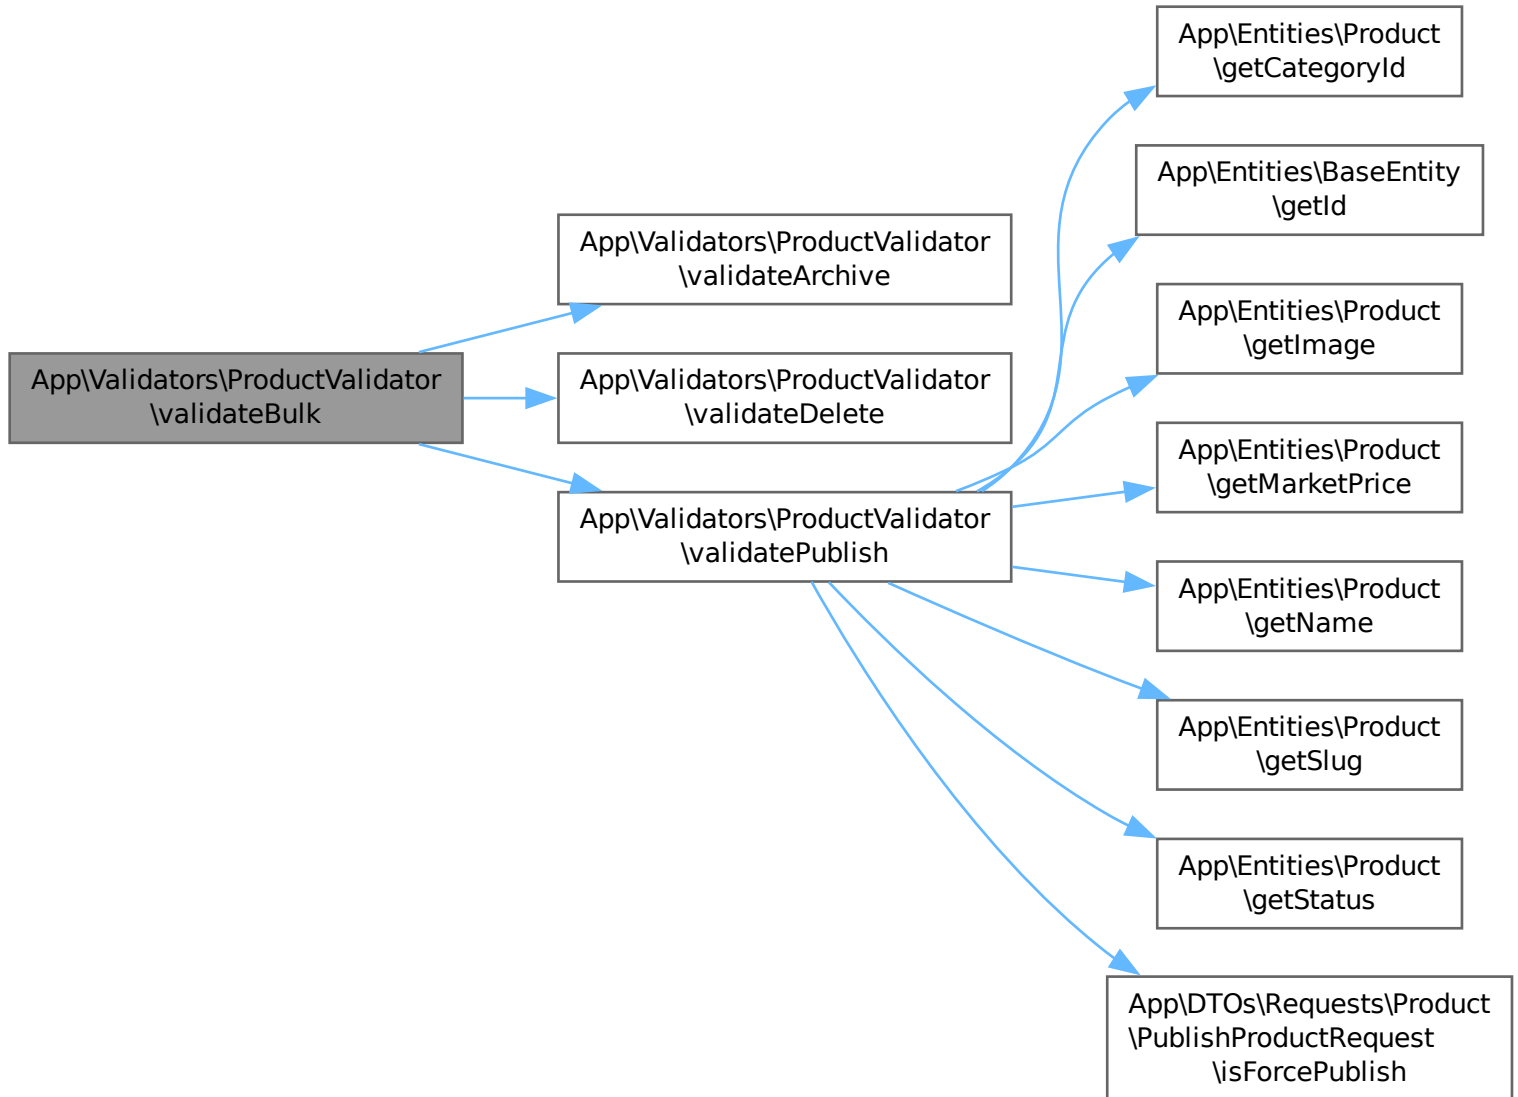 App\Validators\ProductValidator
\validateBulk
App\Validators\ProductValidator
\validateArchive
App\Validators\ProductValidator
\validateDelete
App\Validators\ProductValidator
\validatePublish
App\Entities\Product
\getCategoryId
App\Entities\BaseEntity
\getId
App\Entities\Product
\getImage
App\Entities\Product
\getMarketPrice
App\Entities\Product
\getName
App\Entities\Product
\getSlug
App\Entities\Product
\getStatus
App\DTOs\Requests\Product
\PublishProductRequest
\isForcePublish